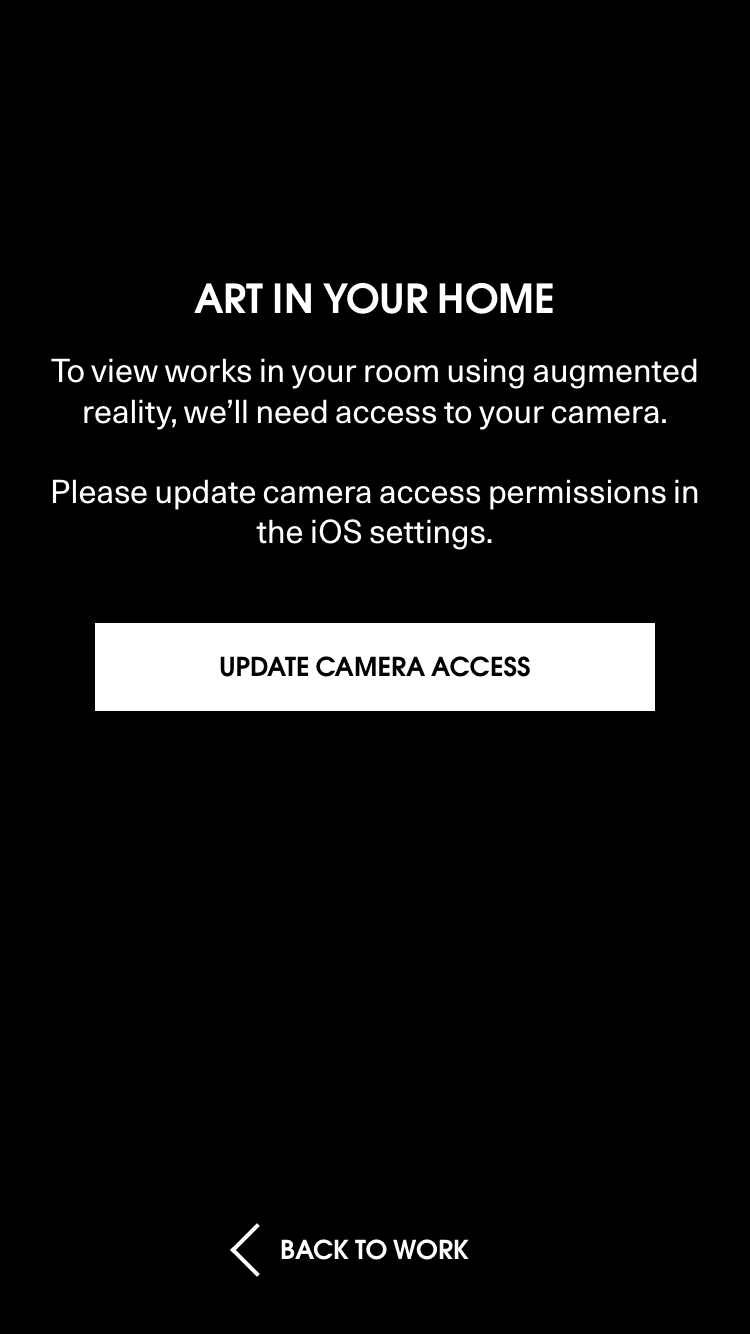 ART IN YOUR HOME
To view works in your room using augmented
reality, we’ll need access to your camera.
Please update camera access permissions in
the iOS settings.
UPDATE CAMERA ACCESS
BACK TO WORK